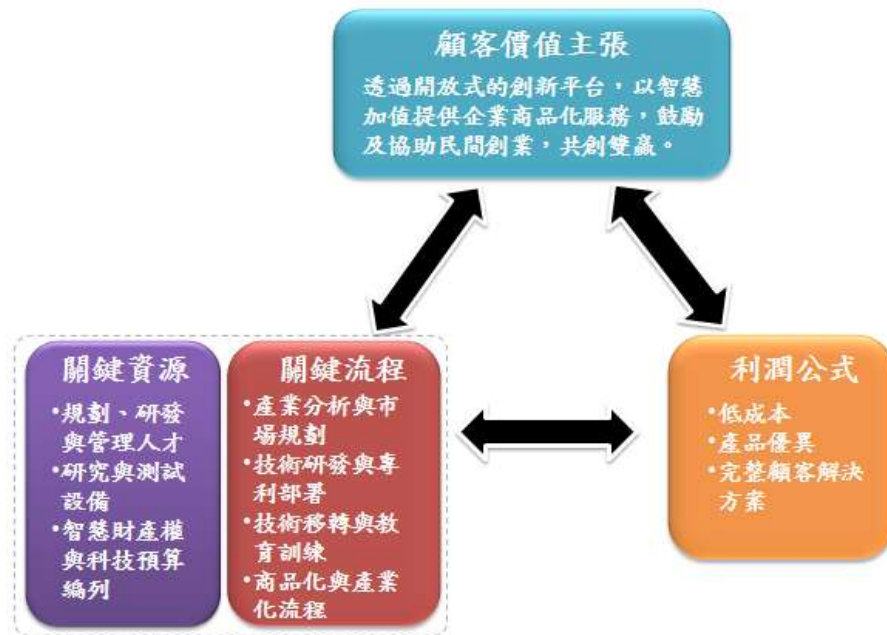 顧客價值主張
透過開放式的創新平台，以智慧
加值提供企業商品化服務，鼓勵
及協助民間創業，共創雙贏。
關鍵資源
•規劃、研發
與管理人才
•研究與測試
設備
•智慧財產權
與科技預算
編列
關鍵流程
•產業分析與市
場規劃
•技術研發與專
利部署
•技術移轉與教
育訓練
•商品化與產業
化流程
利潤公式
•低成本
•產品優異
•完整顧客解決
方案